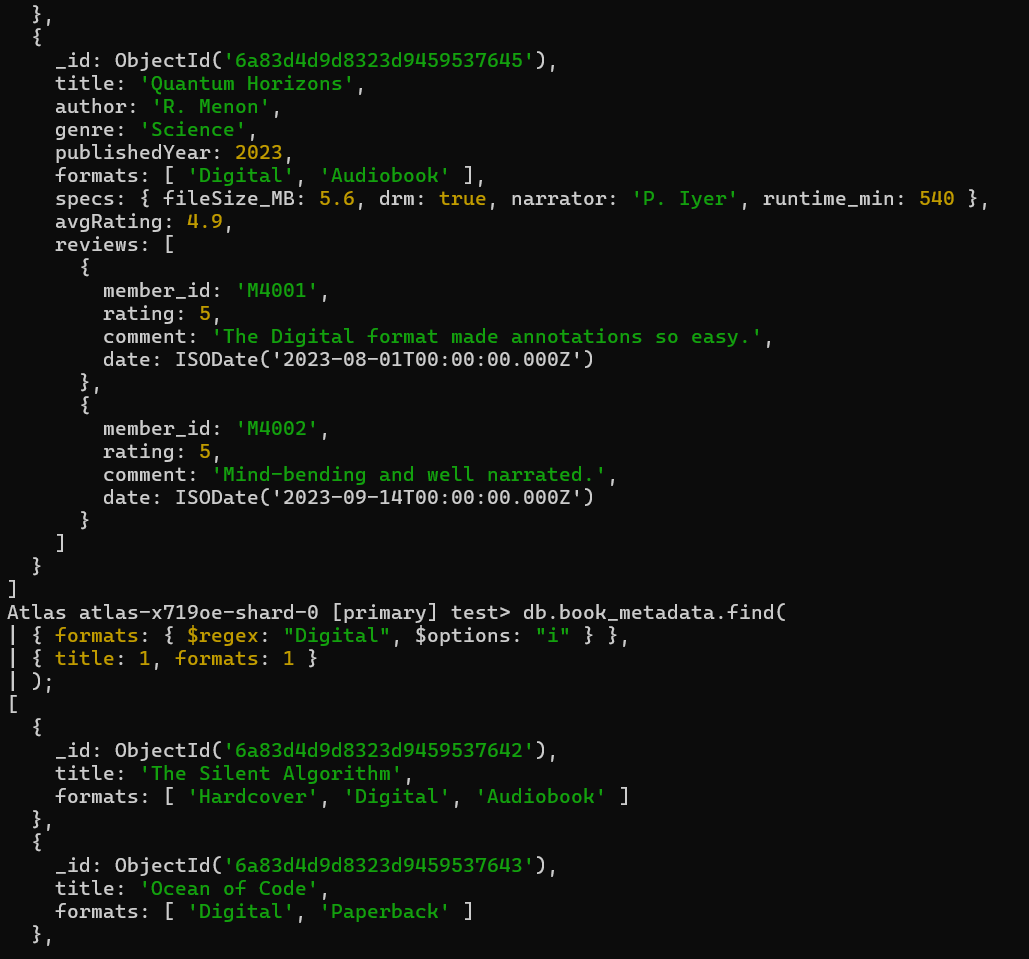 },
  {
    _id: ObjectId('6a83d4d9d8323d9459537645'),
    title: 'Quantum Horizons',
    author: 'R. Menon',
    genre: 'Science',
    publishedYear: 2023,
    formats: [ 'Digital', 'Audiobook' ],
    specs: { fileSize_MB: 5.6, drm: true, narrator: 'P. Iyer', runtime_min: 540 },
    avgRating: 4.9,
    reviews: [
      {
        member_id: 'M4001',
        rating: 5,
        comment: 'The Digital format made annotations so easy.',
        date: ISODate('2023-08-01T00:00:00.000Z')
      },
      {
        member_id: 'M4002',
        rating: 5,
        comment: 'Mind-bending and well narrated.',
        date: ISODate('2023-09-14T00:00:00.000Z')
      }
    ]
  }
]
Atlas atlas-x719oe-shard-0 [primary] test> db.book_metadata.find(
| { formats: { $regex: "Digital", $options: "i" } },
| { title: 1, formats: 1 }
| );
[
  {
    _id: ObjectId('6a83d4d9d8323d9459537642'),
    title: 'The Silent Algorithm',
    formats: [ 'Hardcover', 'Digital', 'Audiobook' ]
  },
  {
    _id: ObjectId('6a83d4d9d8323d9459537643'),
    title: 'Ocean of Code',
    formats: [ 'Digital', 'Paperback' ]
  },